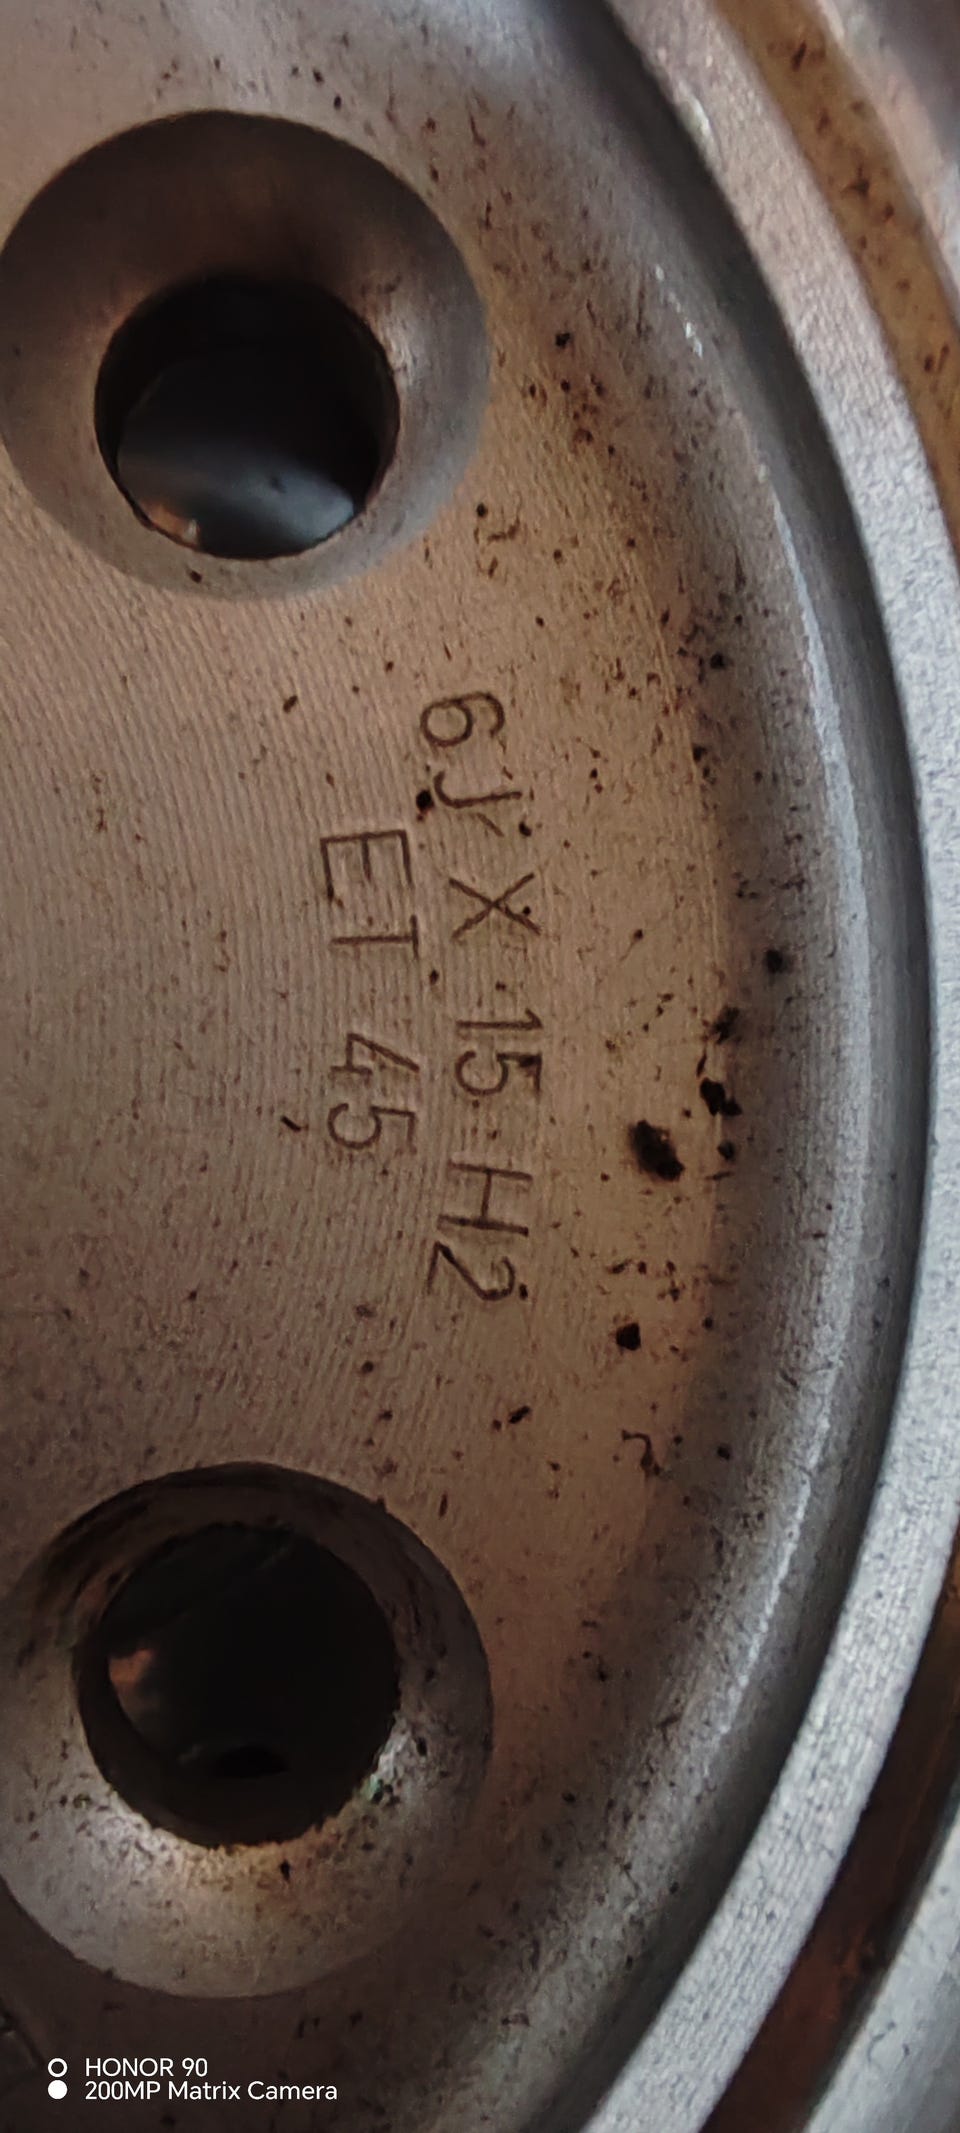 6J X 15 H2
ET 45
HONOR 90
200MP Matrix Camera